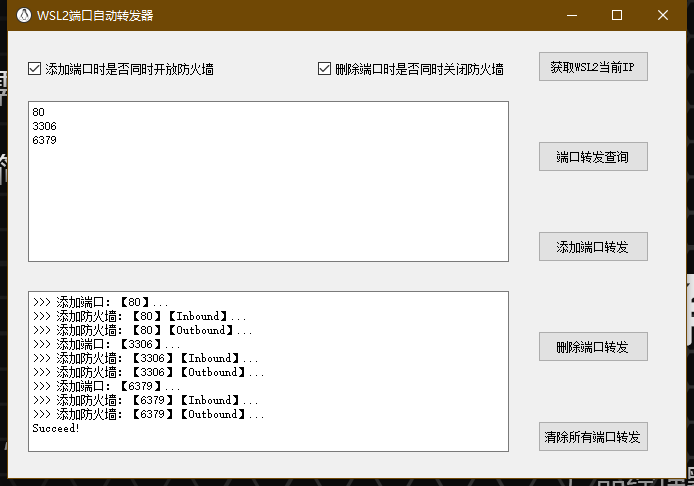 WSL2端口自动转发器
添加端口时是否同时开放防火墙
删除端口时是否同时关闭防火墙
获取WSL2当前IP
80
3306
6379
端口转发查询
添加端口转发
>>> 添加端口：【80】...
>>> 添加防火墙：【80】【Inbound】...
>>> 添加防火墙：【80】【Outbound】...
>>> 添加端口：【3306】...
>>> 添加防火墙：【3306】【Inbound】...
>>> 添加防火墙：【3306】【Outbound】...
>>> 添加端口：【6379】...
>>> 添加防火墙：【6379】【Inbound】...
>>> 添加防火墙：【6379】【Outbound】...
Succeed!
删除端口转发
清除所有端口转发